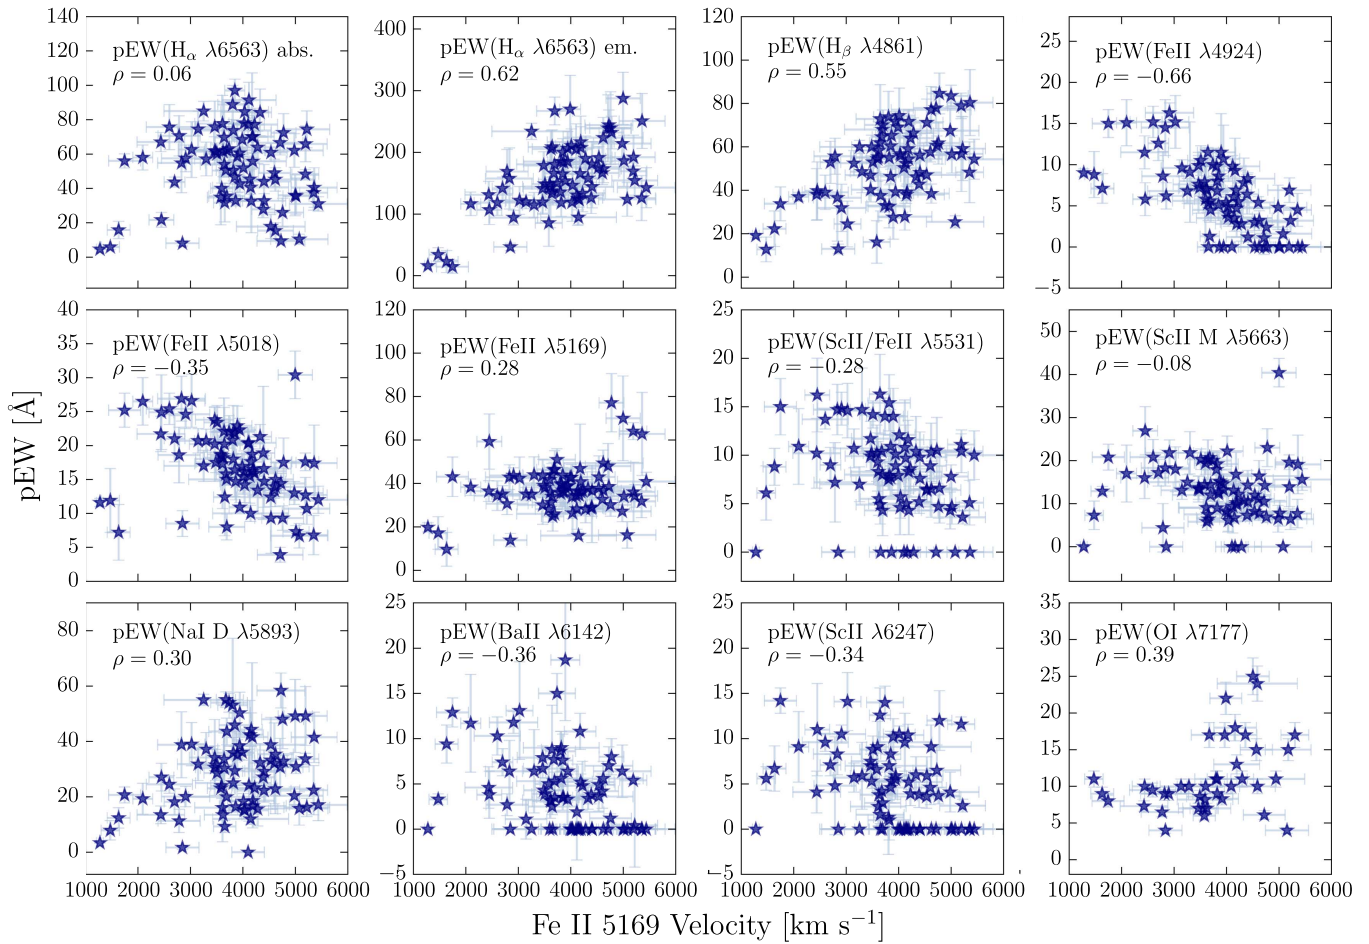 pEW(Hα λ6563) abs.
ρ = 0.06
140
120
100
80
60
40
20
0
pEW(Hα λ6563) em.
ρ = 0.62
400
300
200
100
0
pEW(Hβ λ4861)
ρ = 0.55
120
100
80
60
40
20
0
pEW(FeII λ4924)
ρ = −0.66
25
20
15
10
5
0
−5
pEW(FeII λ5018)
ρ = −0.35
40
35
30
25
20
15
10
5
0
pEW(FeII λ5169)
ρ = 0.28
120
100
80
60
40
20
0
pEW(ScII/FeII λ5531)
ρ = −0.28
25
20
15
10
5
0
pEW(ScII M λ5663)
ρ = −0.08
50
40
30
20
10
0
pEW [Å]
pEW(NaI D λ5893)
ρ = 0.30
80
60
40
20
0
1000 2000 3000 4000 5000 6000
pEW(BaII λ6142)
ρ = −0.36
25
20
15
10
5
0
−5
1000 2000 3000 4000 5000 6000
pEW(ScII λ6247)
ρ = −0.34
25
20
15
10
5
0
5
1000 2000 3000 4000 5000 6000
pEW(OI λ7177)
ρ = 0.39
35
30
25
20
15
10
5
0
1000 2000 3000 4000 5000 6000
Fe II 5169 Velocity [km s⁻¹]